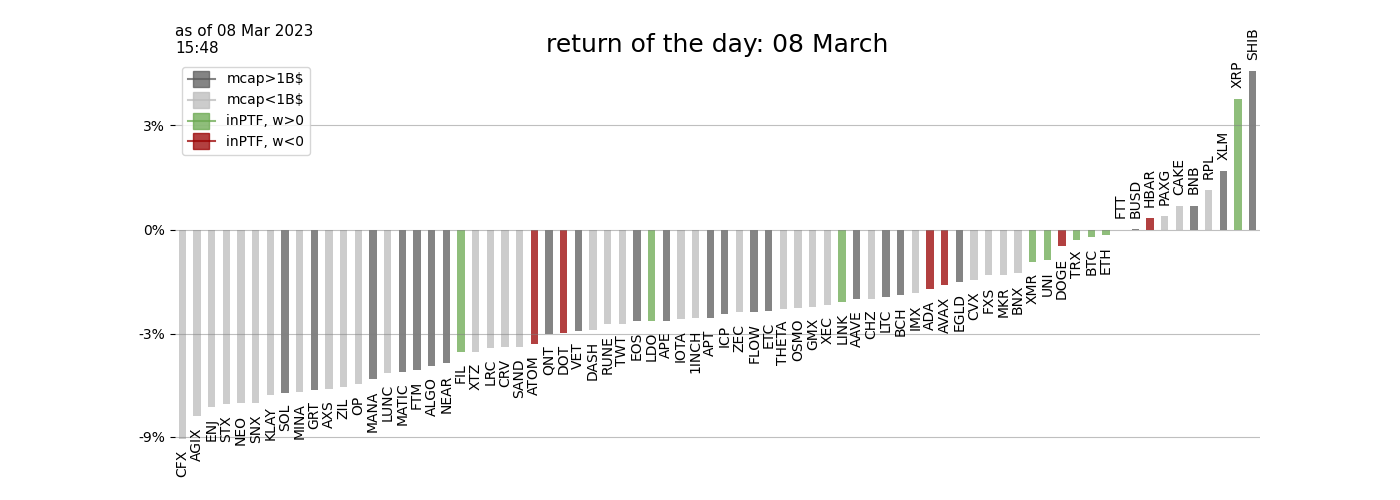 as of 08 Mar 2023
15:48
return of the day: 08 March
mcap>1B$
mcap<1B$
inPTF, w>0
inPTF, w<0
3%
0%
-3%
-9%
CFX
AGIX
ENJ
STX
NEO
SNX
KLAY
SOL
MINA
GRT
AXS
ZIL
OP
MANA
LUNC
MATIC
FTM
ALGO
NEAR
FIL
XTZ
LRC
CRV
SAND
ATOM
QNT
DOT
VET
DASH
RUNE
TWT
EOS
LDO
APE
IOTA
1INCH
APT
ICP
ZEC
FLOW
ETC
THETA
OSMO
GMX
XEC
LINK
AAVE
CHZ
LTC
BCH
IMX
ADA
AVAX
EGLD
CVX
FXS
MKR
BNX
XMR
UNI
DOGE
TRX
BTC
ETH
FTT
BUSD
HBAR
PAXG
CAKE
BNB
RPL
XLM
XRP
SHIB